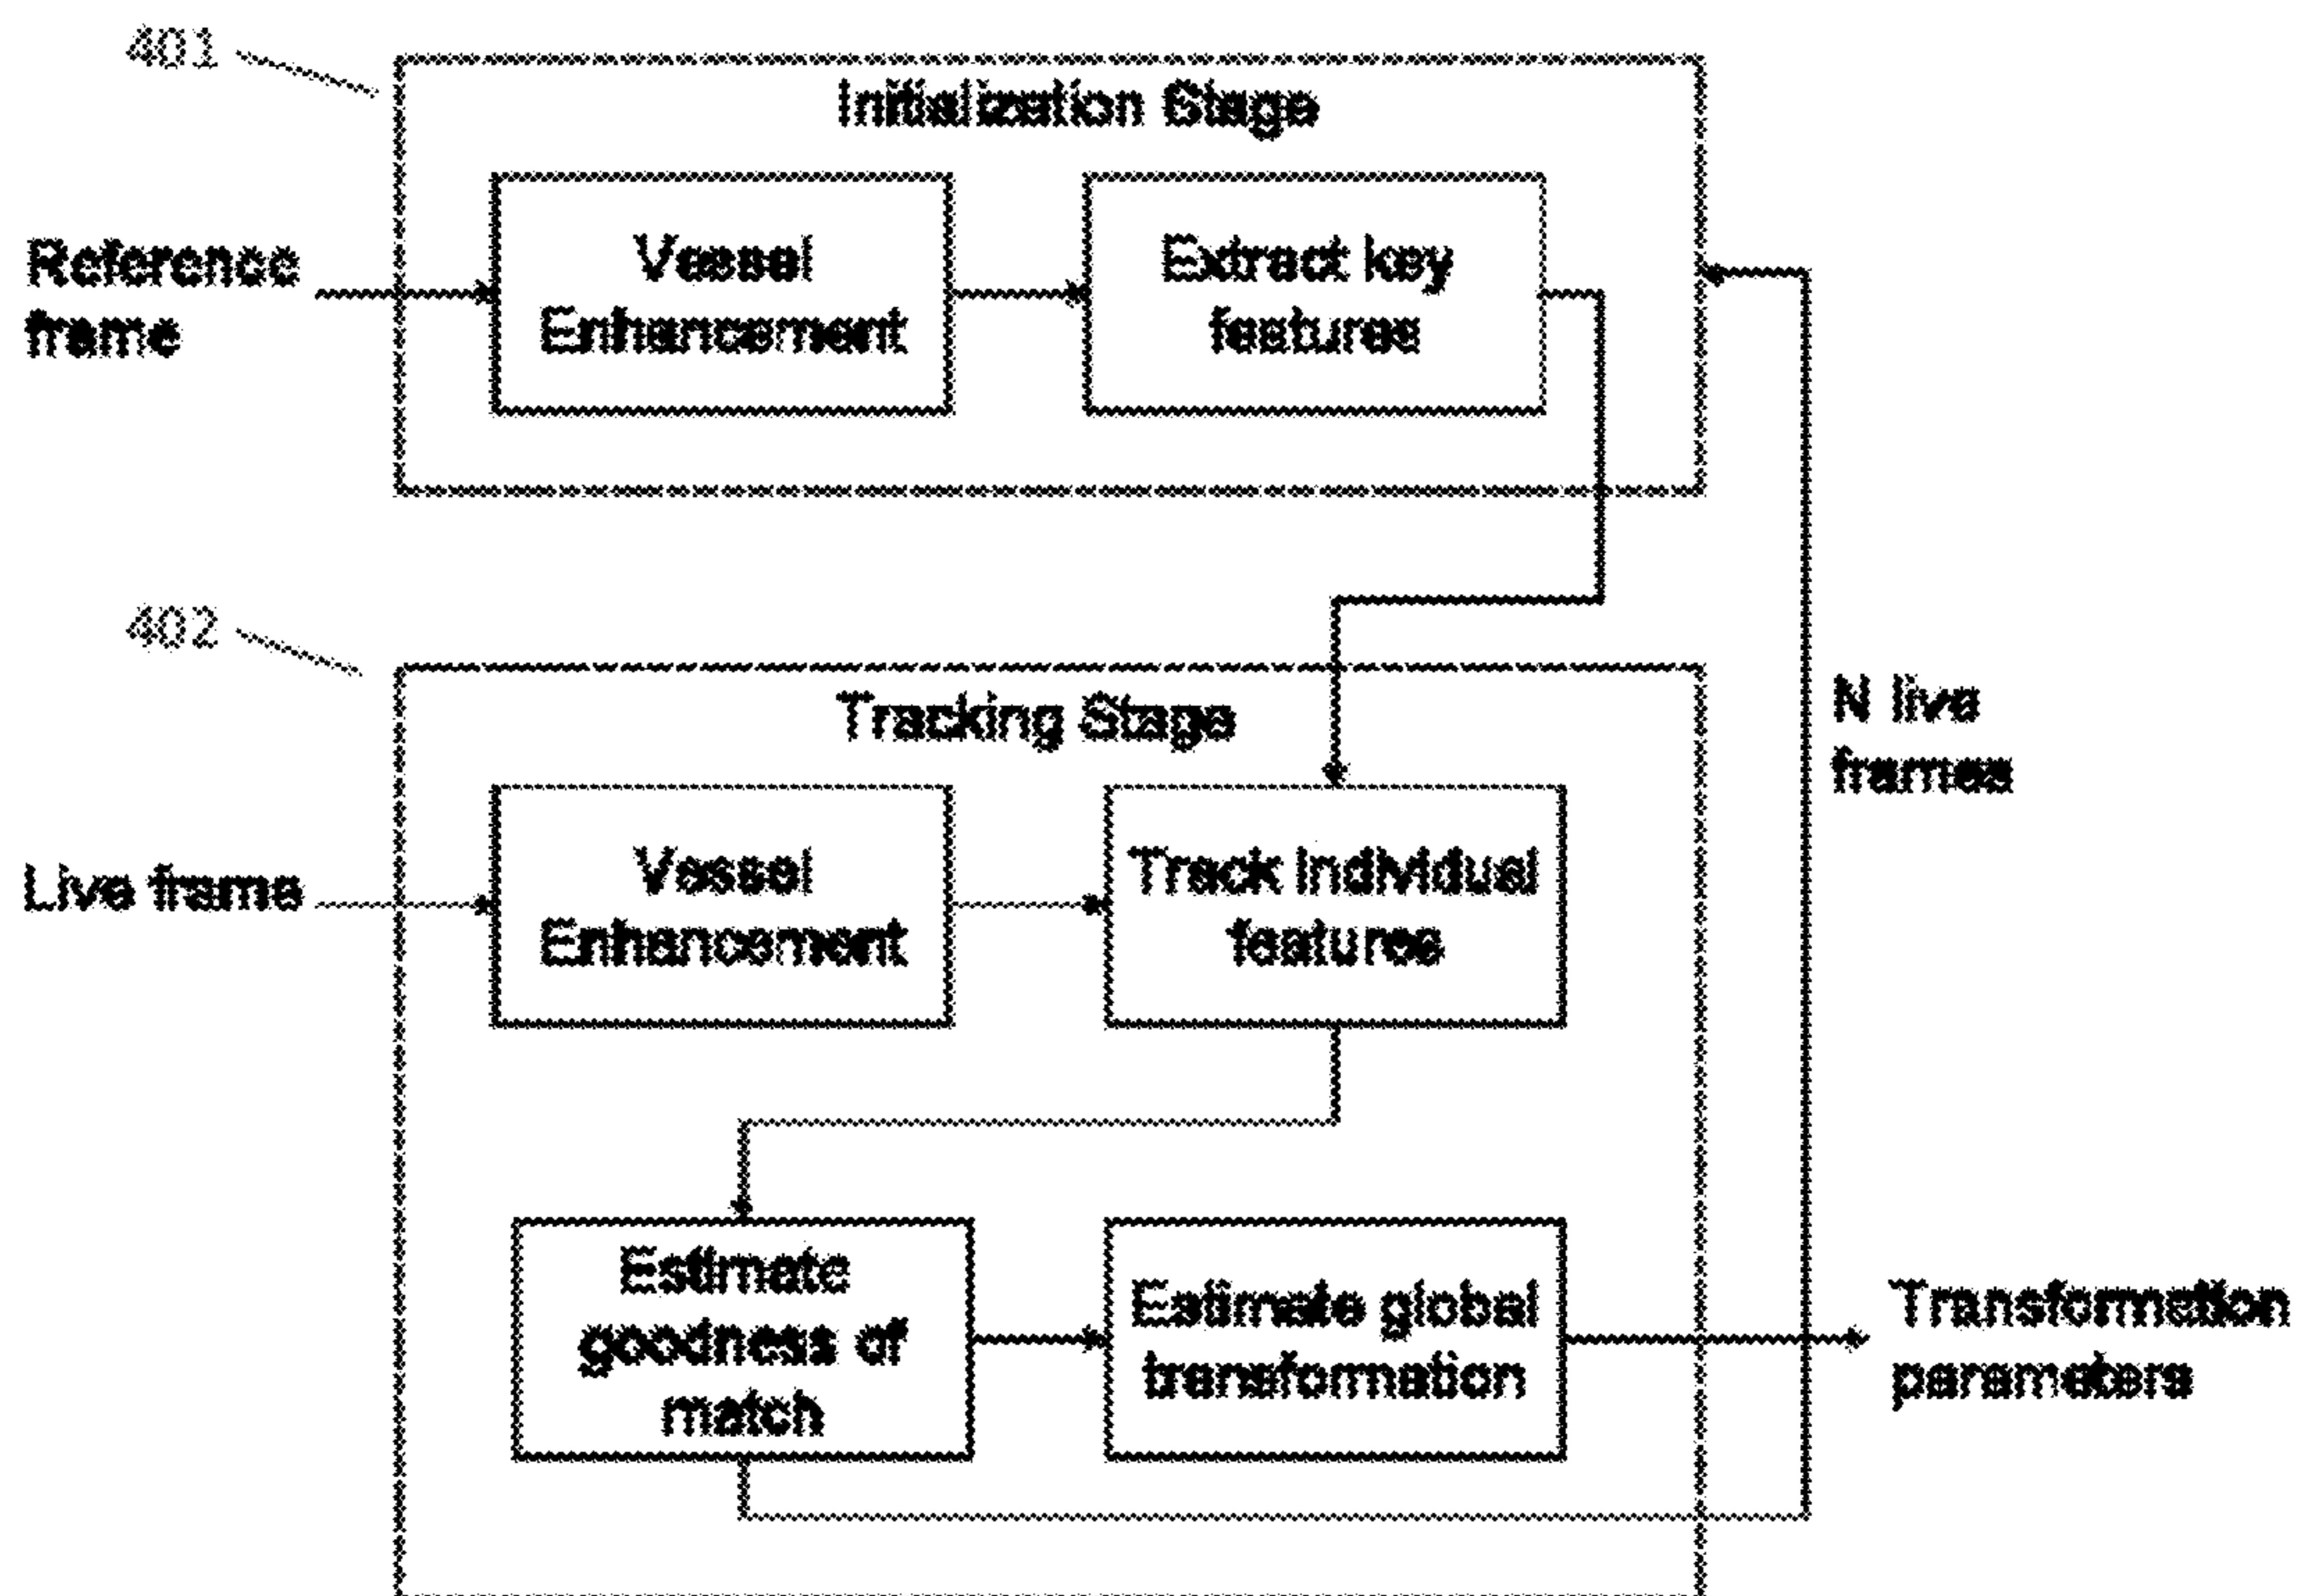 401
Initialization Stage
Reference
frame
Vessel
Enhancement
Extract key
features
402
Tracking Stage
N live
frames
Live frame
Vessel
Enhancement
Track individual
features
Estimate
goodness of
match
Estimate global
transformation
Transformation
parameters